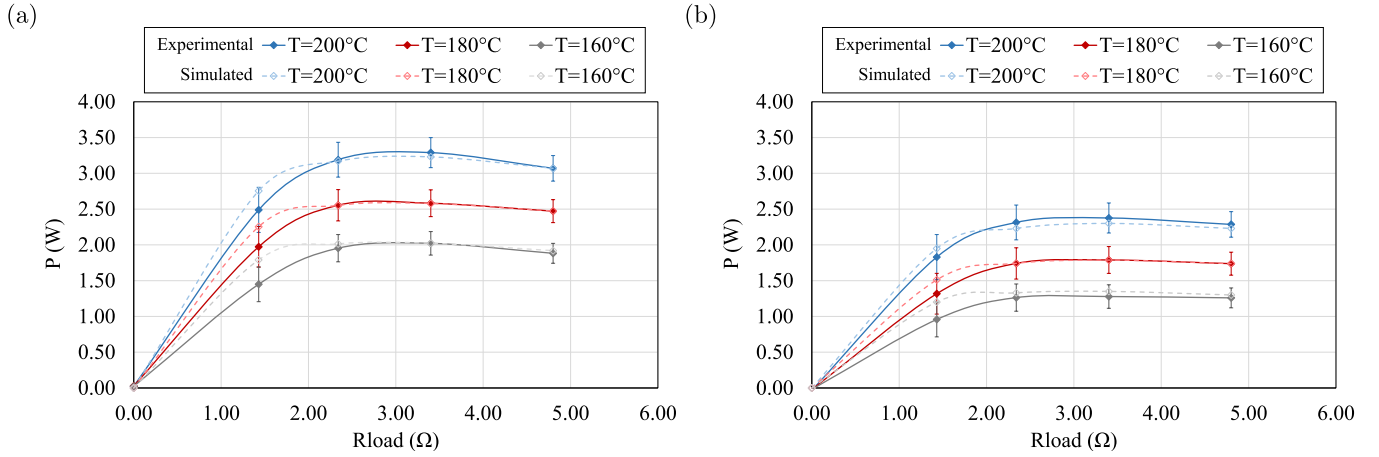 (a)
Experimental T=200°C T=180°C T=160°C
Simulated T=200°C T=180°C T=160°C
4.00
3.50
3.00
2.50
2.00
1.50
1.00
0.50
0.00
P (W)
0.00 1.00 2.00 3.00 4.00 5.00 6.00
Rload (Ω)
(b)
Experimental T=200°C T=180°C T=160°C
Simulated T=200°C T=180°C T=160°C
4.00
3.50
3.00
2.50
2.00
1.50
1.00
0.50
0.00
P (W)
0.00 1.00 2.00 3.00 4.00 5.00 6.00
Rload (Ω)